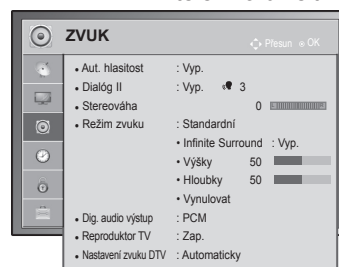 ZVUK
Přesun OK
• Aut. hlasitost : Vyp.
• Dialóg II : Vyp. 3
• Stereováha 0
• Režim zvuku : Standardní
• Infinite Surround : Vyp.
• Výšky 50
• Hloubky 50
• Vynulovat
• Dig. audio výstup : PCM
• Reproduktor TV : Zap.
• Nastavení zvuku DTV : Automaticky